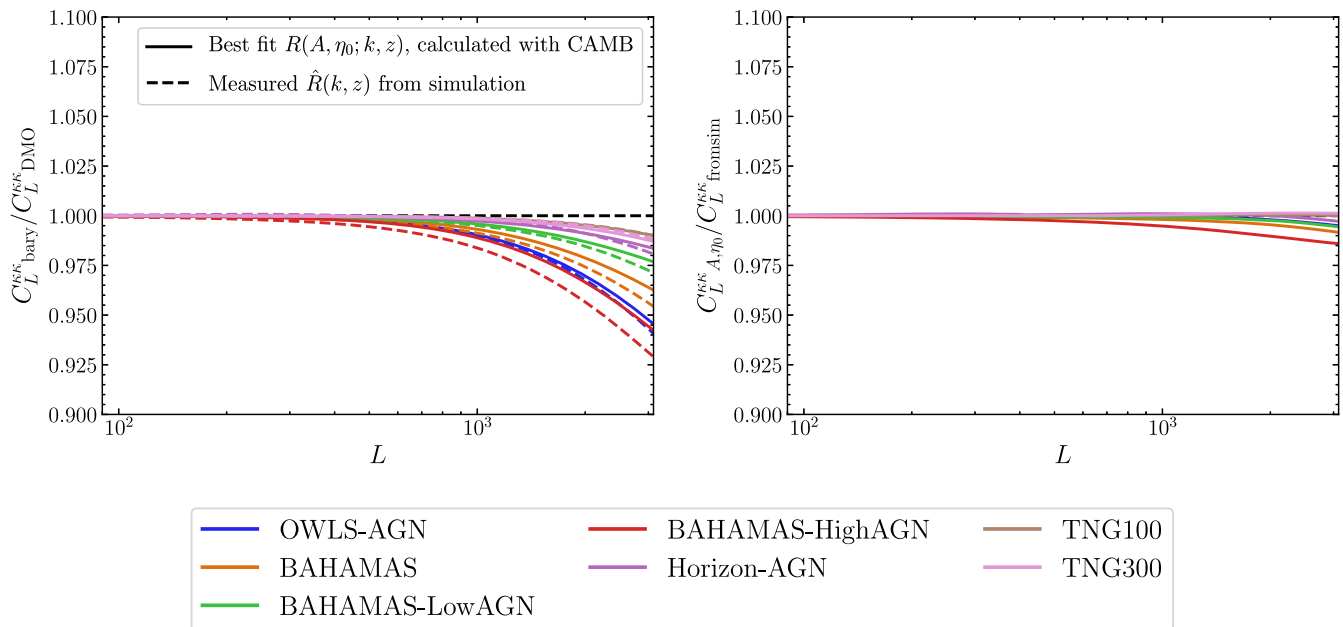 1.100
1.075
1.050
1.025
1.000
0.975
0.950
0.925
0.900
C_L^{κκ}_{bary}/C_L^{κκ}_{DMO}
Best fit R(A, η_0; k, z), calculated with CAMB
Measured R̂(k, z) from simulation
10^2
10^3
L
1.100
1.075
1.050
1.025
1.000
0.975
0.950
0.925
0.900
C_L^{κκ}_{A,η_0}/C_L^{κκ}_{fromsim}
10^2
10^3
L
OWLS-AGN
BAHAMAS
BAHAMAS-LowAGN
BAHAMAS-HighAGN
Horizon-AGN
TNG100
TNG300